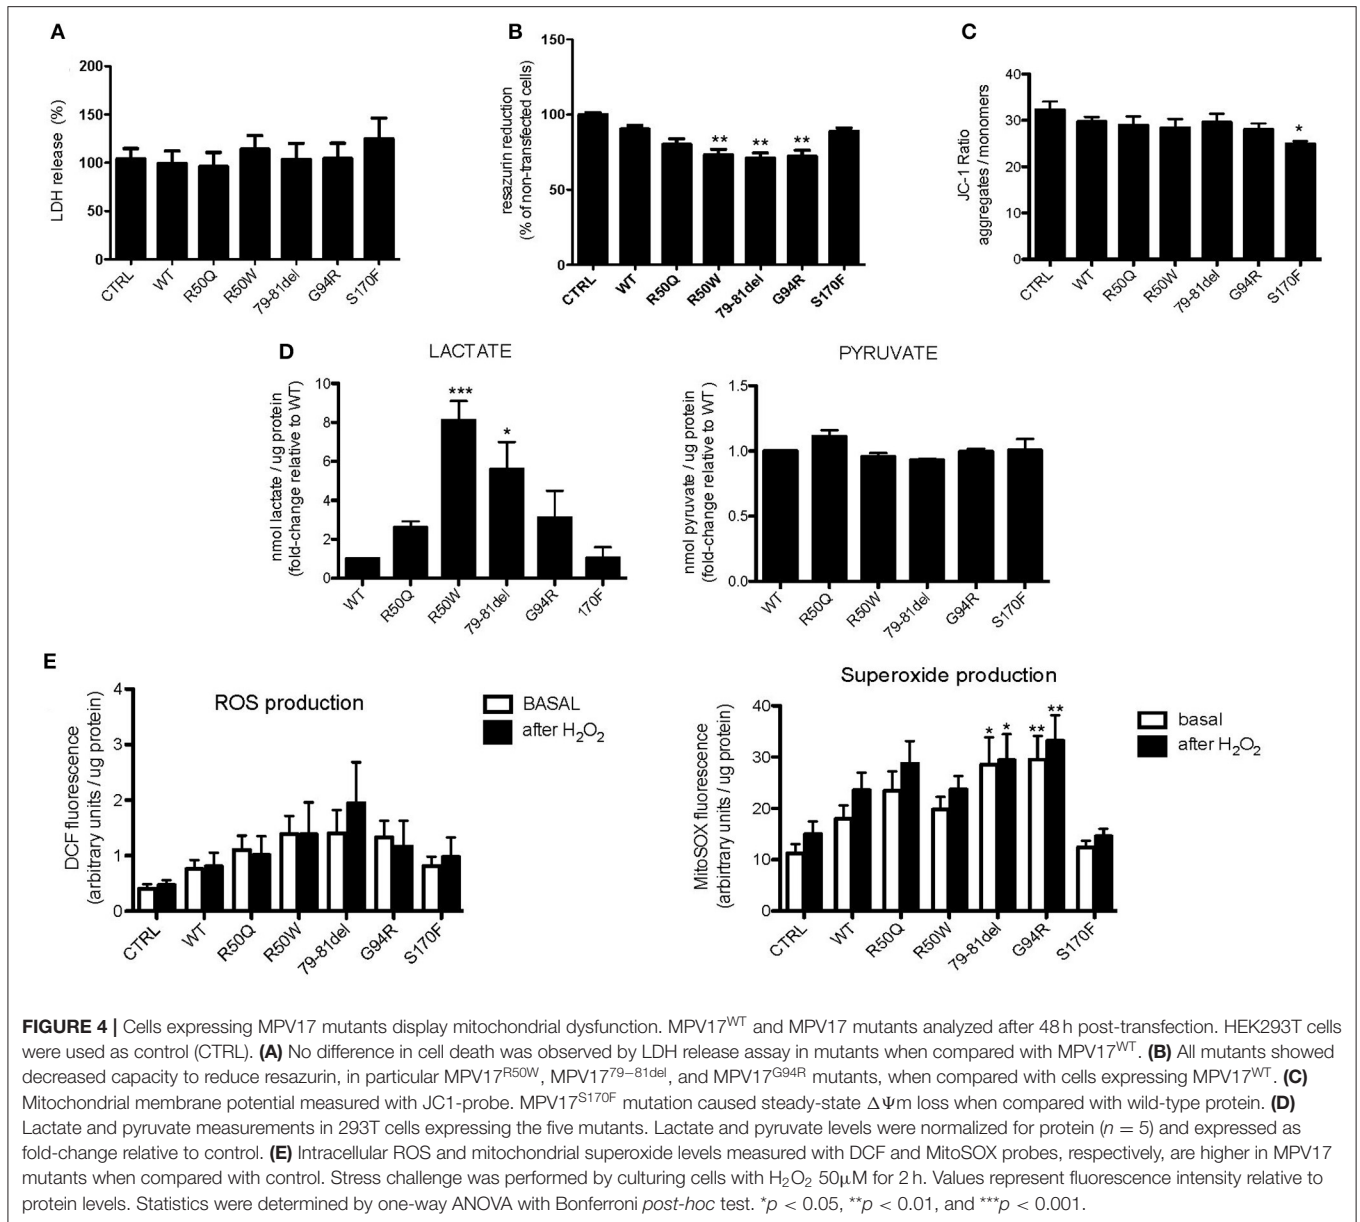 A
LDH release (%)
200
150
100
50
0
CTRL
WT
R50Q
R50W
79-81del
G94R
S170F
B
resazurin reduction
(% of non-transfected cells)
150
100
50
0
**
**
**
CTRL
WT
R50Q
R50W
79-81del
G94R
S170F
C
JC-1 Ratio
aggregates / monomers
40
30
20
10
0
*
CTRL
WT
R50Q
R50W
79-81del
G94R
S170F
D
LACTATE
nmol lactate / ug protein
(fold-change relative to WT)
10
8
6
4
2
0
***
*
WT
R50Q
R50W
79-81del
G94R
170F
PYRUVATE
nmol pyruvate / ug protein
(fold-change relative to WT)
1.5
1.0
0.5
0.0
WT
R50Q
R50W
79-81del
G94R
S170F
E
ROS production
DCF fluorescence
(arbitrary units / ug protein)
4
3
2
1
0
BASAL
after H₂O₂
CTRL
WT
R50Q
R50W
79-81del
G94R
S170F
Superoxide production
MitoSOX fluorescence
(arbirtrary units / ug protein)
40
30
20
10
0
*
*
**
**
basal
after H₂O₂
CTRL
WT
R50Q
R50W
79-81del
G94R
S170F
FIGURE 4 | Cells expressing MPV17 mutants display mitochondrial dysfunction. MPV17ᵂᵀ and MPV17 mutants analyzed after 48 h post-transfection. HEK293T cells
were used as control (CTRL). (A) No difference in cell death was observed by LDH release assay in mutants when compared with MPV17ᵂᵀ. (B) All mutants showed
decreased capacity to reduce resazurin, in particular MPV17^R50W, MPV17^79−81del, and MPV17^G94R mutants, when compared with cells expressing MPV17ᵂᵀ. (C)
Mitochondrial membrane potential measured with JC1-probe. MPV17^S170F mutation caused steady-state ΔΨm loss when compared with wild-type protein. (D)
Lactate and pyruvate measurements in 293T cells expressing the five mutants. Lactate and pyruvate levels were normalized for protein (n = 5) and expressed as
fold-change relative to control. (E) Intracellular ROS and mitochondrial superoxide levels measured with DCF and MitoSOX probes, respectively, are higher in MPV17
mutants when compared with control. Stress challenge was performed by culturing cells with H₂O₂ 50μM for 2 h. Values represent fluorescence intensity relative to
protein levels. Statistics were determined by one-way ANOVA with Bonferroni post-hoc test. *p < 0.05, **p < 0.01, and ***p < 0.001.